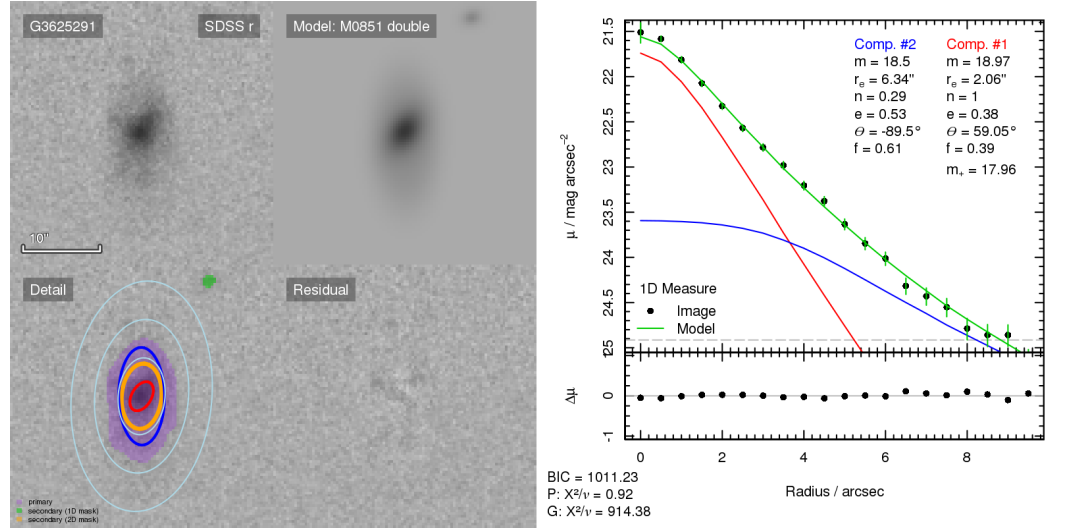 G3625291
SDSS r
Model: M0851 double
10"
Detail
Residual
primary
secondary (1D mask)
secondary (2D mask)
21.5
22
22.5
23
23.5
24
24.5
25
μ / mag arcsec⁻²
Comp. #2
m = 18.5
rₑ = 6.34"
n = 0.29
e = 0.53
Θ = -89.5°
f = 0.61
Comp. #1
m = 18.97
rₑ = 2.06"
n = 1
e = 0.38
Θ = 59.05°
f = 0.39
m₊ = 17.96
1D Measure
Image
Model
1
0
-1
Δμ
0
2
4
6
8
Radius / arcsec
BIC = 1011.23
P: X²/ν = 0.92
G: X²/ν = 914.38